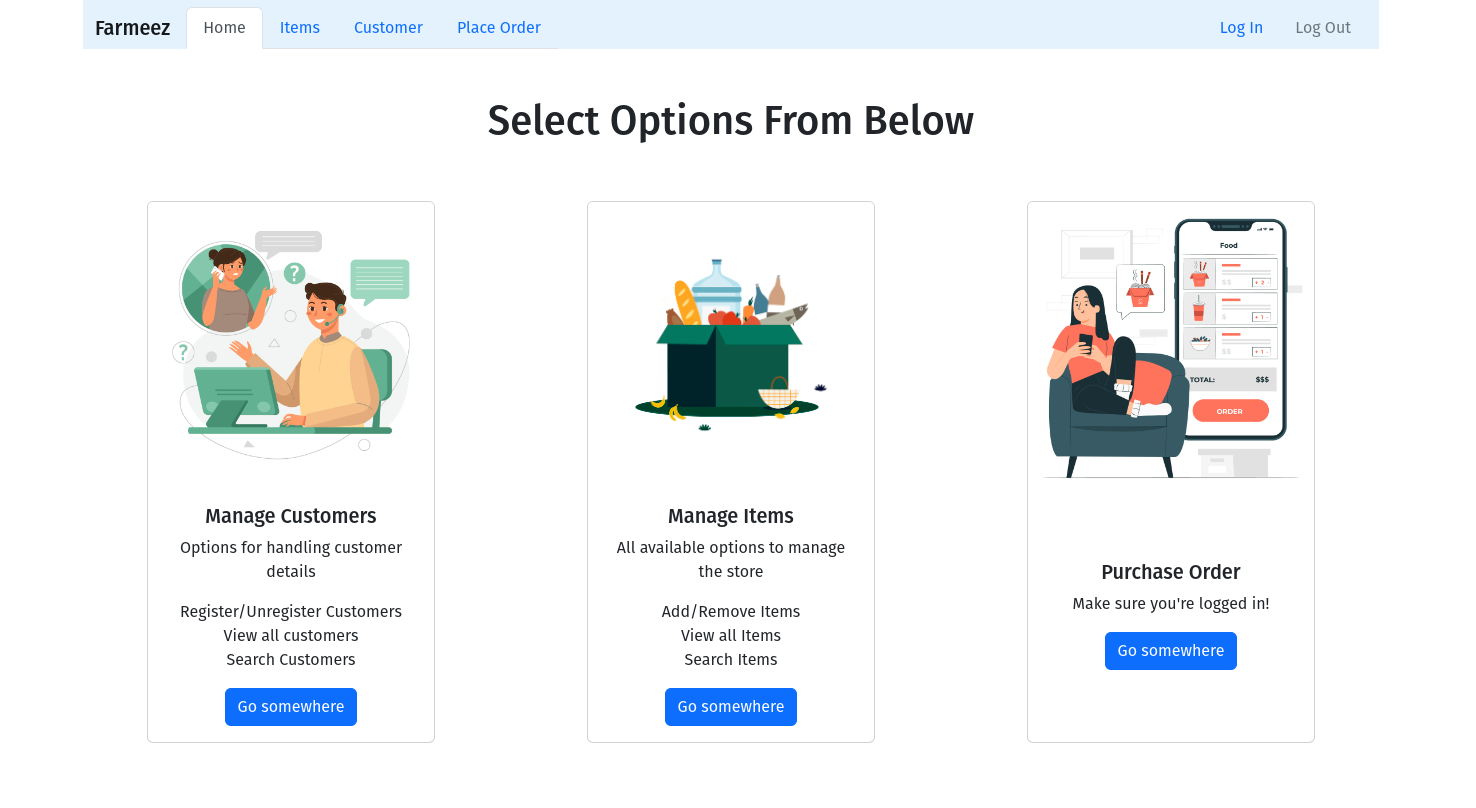 Farmeez Home Items Customer Place Order Log In Log Out
Select Options From Below
?
?
Manage Customers
Options for handling customer
details
Register/Unregister Customers
View all customers
Search Customers
Go somewhere
Manage Items
All available options to manage
the store
Add/Remove Items
View all Items
Search Items
Go somewhere
Food
$$ + 2 -
$ + 1 -
$$ + 1 -
TOTAL: $$$
ORDER
Purchase Order
Make sure you're logged in!
Go somewhere